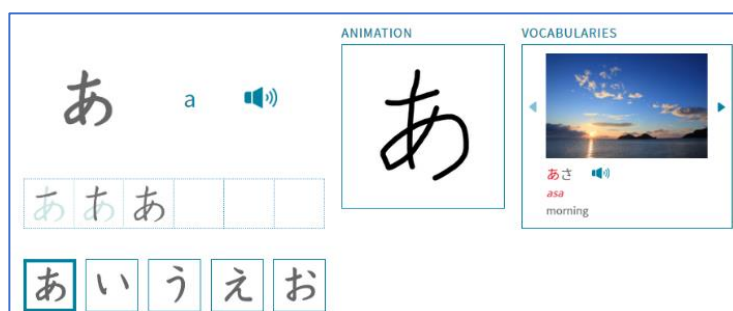 あ a
あ あ あ
あ い う え お
ANIMATION
あ
VOCABULARIES
あさ
asa
morning